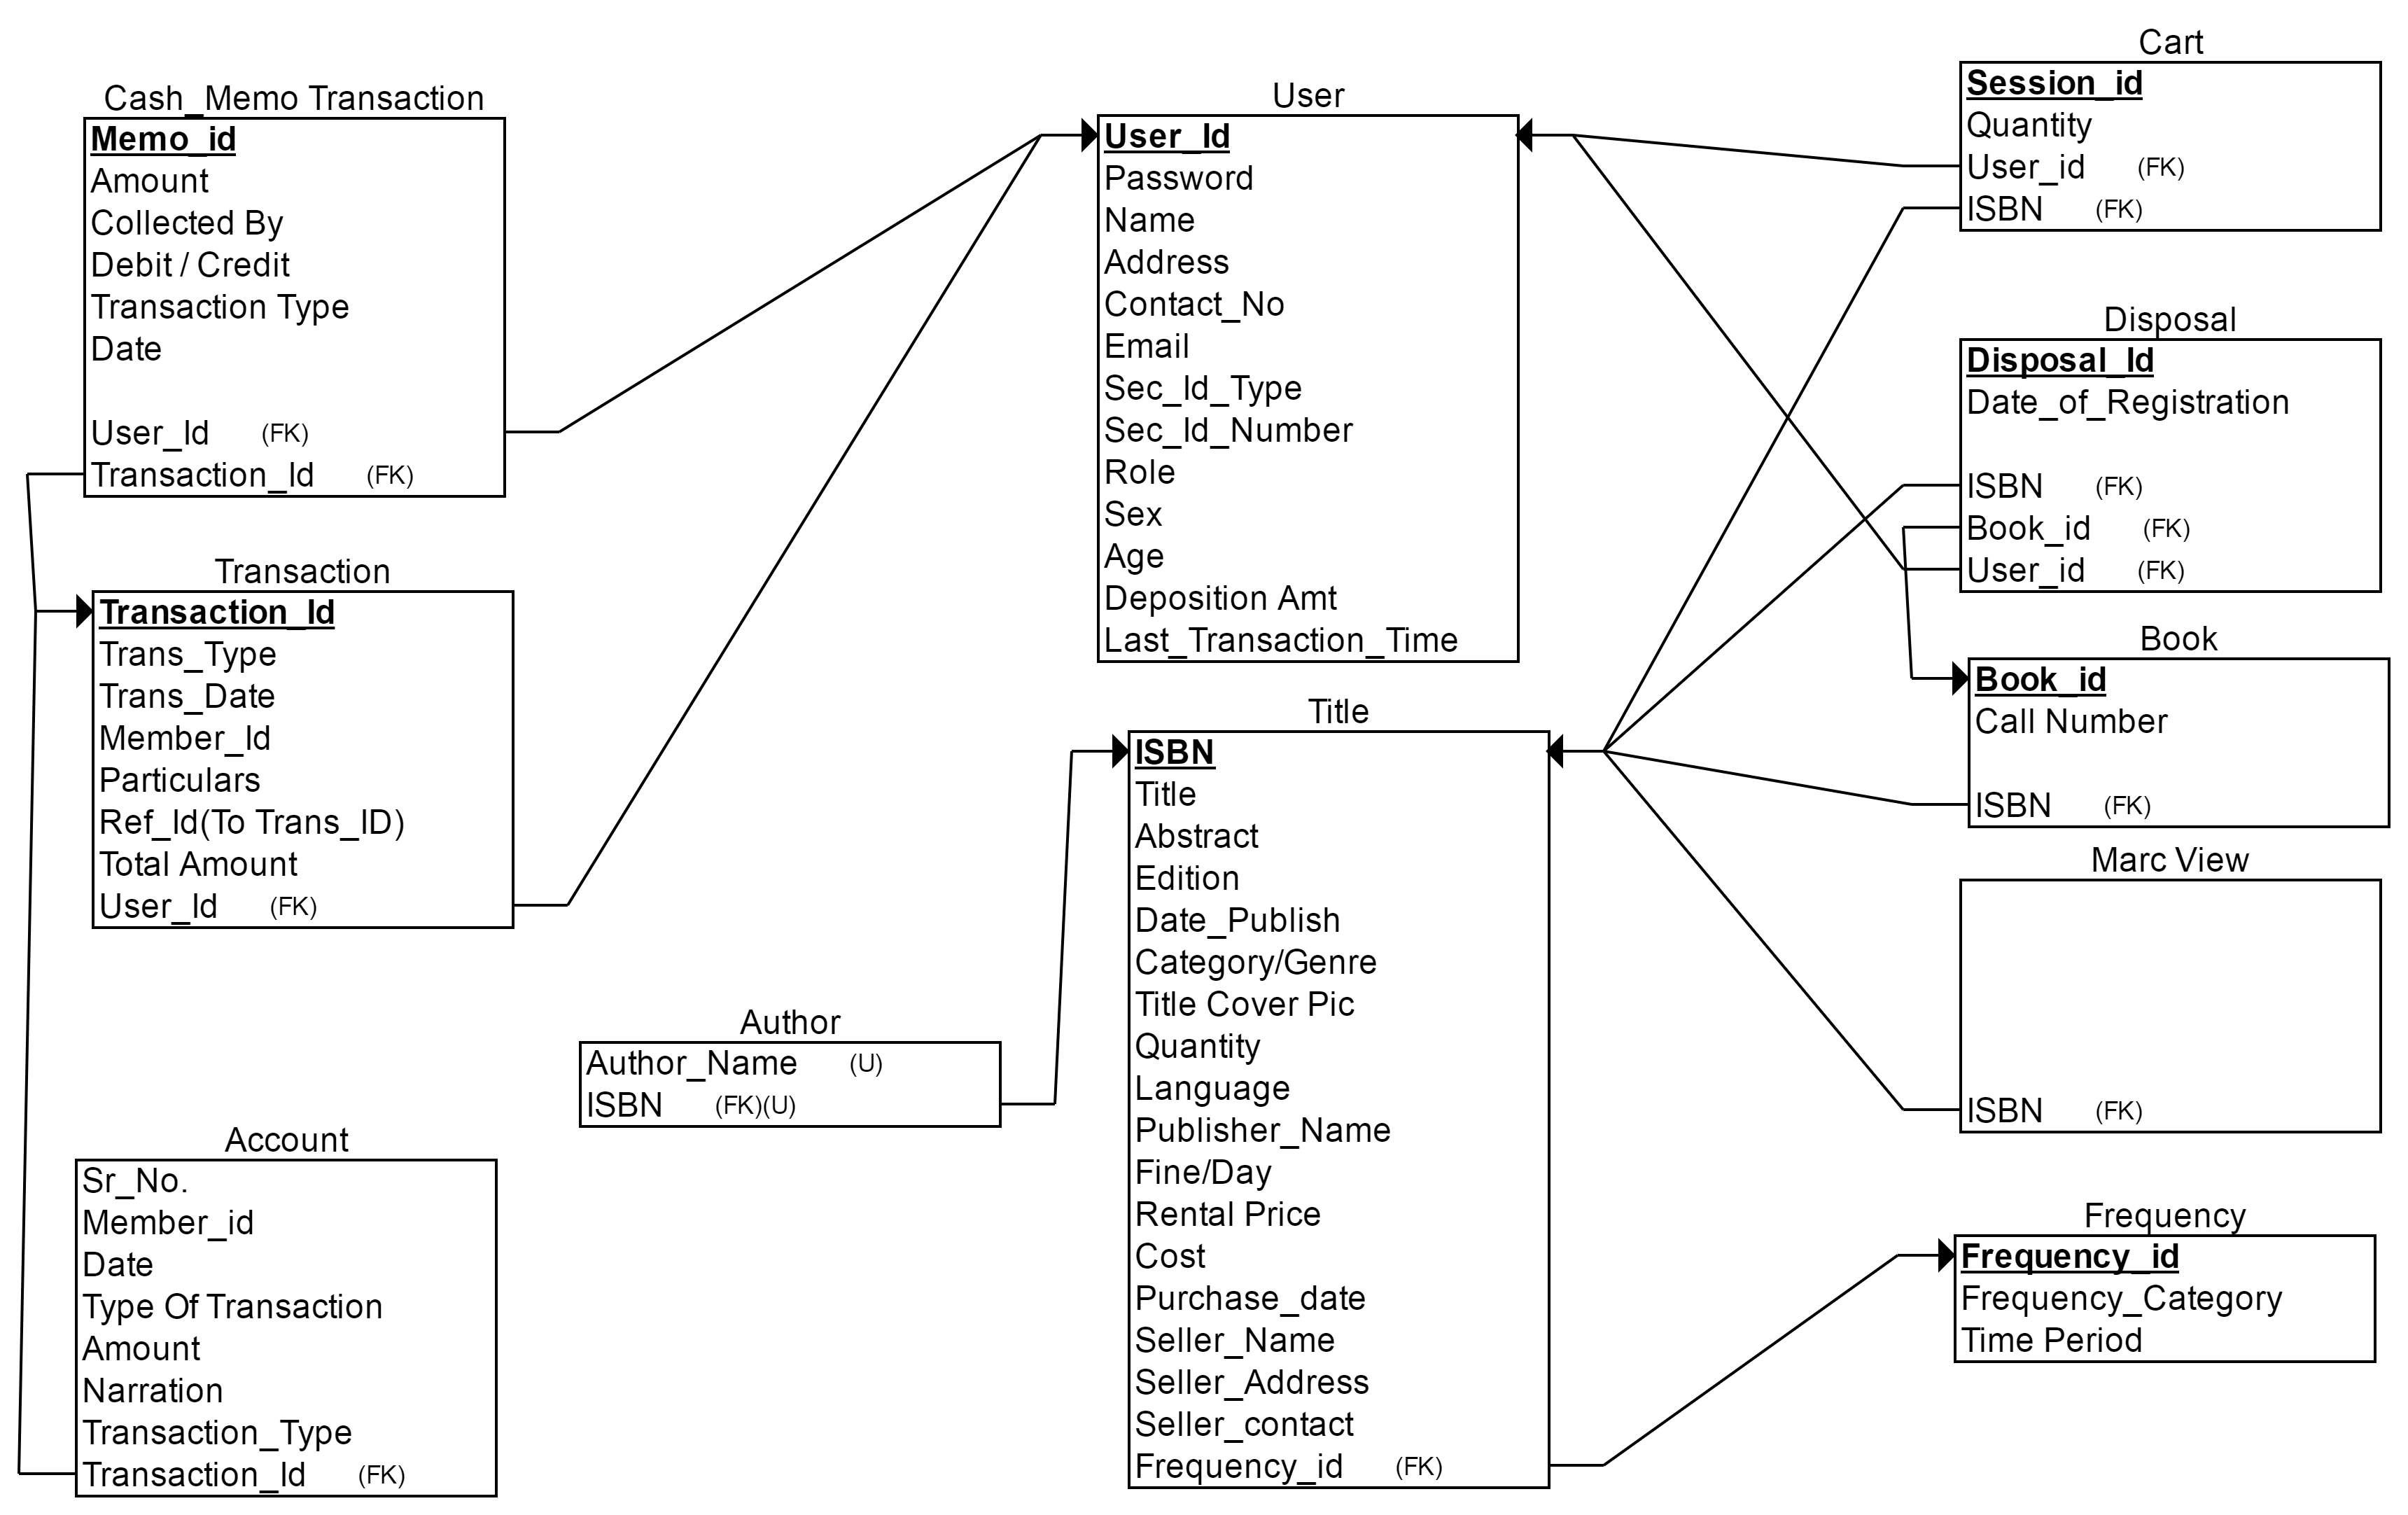 Cash_Memo Transaction
Memo_id
Amount
Collected By
Debit / Credit
Transaction Type
Date
User_Id (FK)
Transaction_Id (FK)
Transaction
Transaction_Id
Trans_Type
Trans_Date
Member_Id
Particulars
Ref_Id(To Trans_ID)
Total Amount
User_Id (FK)
Account
Sr_No.
Member_id
Date
Type Of Transaction
Amount
Narration
Transaction_Type
Transaction_Id (FK)
Author
Author_Name (U)
ISBN (FK)(U)
User
User_Id
Password
Name
Address
Contact_No
Email
Sec_Id_Type
Sec_Id_Number
Role
Sex
Age
Deposition Amt
Last_Transaction_Time
Title
ISBN
Title
Abstract
Edition
Date_Publish
Category/Genre
Title Cover Pic
Quantity
Language
Publisher_Name
Fine/Day
Rental Price
Cost
Purchase_date
Seller_Name
Seller_Address
Seller_contact
Frequency_id (FK)
Cart
Session_id
Quantity
User_id (FK)
ISBN (FK)
Disposal
Disposal_Id
Date_of_Registration
ISBN (FK)
Book_id (FK)
User_id (FK)
Book
Book_id
Call Number
ISBN (FK)
Marc View
ISBN (FK)
Frequency
Frequency_id
Frequency_Category
Time Period